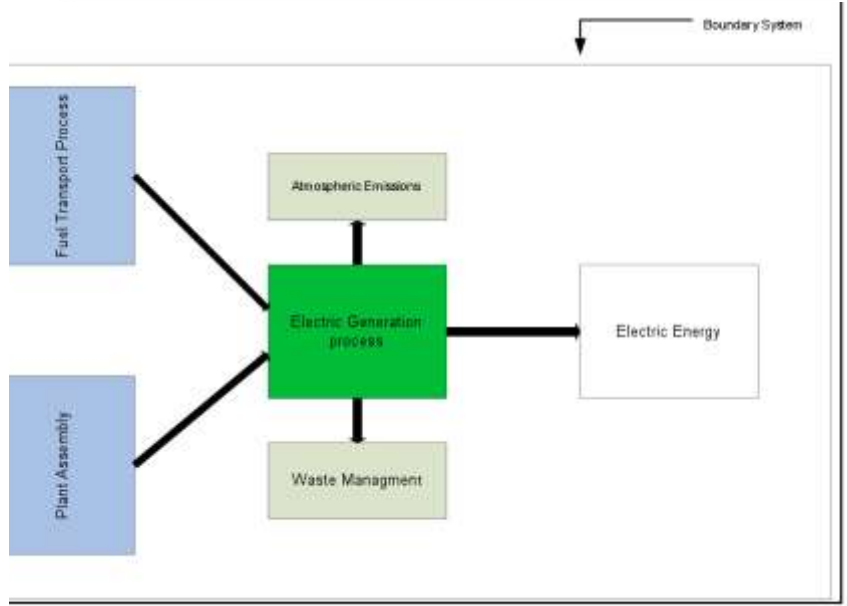 Boundary System
Fuel Transport Process
Atmospheric Emissions
Electric Generation
process
Electric Energy
Plant Assembly
Waste Managment